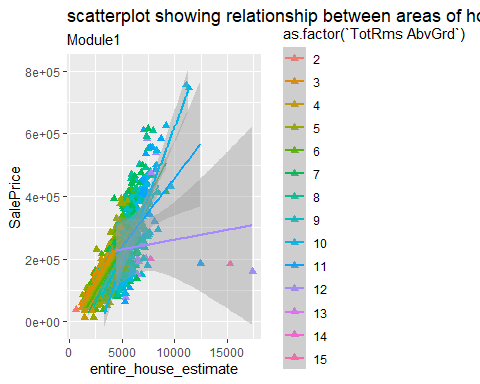 scatterplot showing relationship between areas of ho
Module1
as.factor(`TotRms AbvGrd`)
8e+05
6e+05
4e+05
2e+05
0e+00
SalePrice
0
5000
10000
15000
entire_house_estimate
2
3
4
5
6
7
8
9
10
11
12
13
14
15